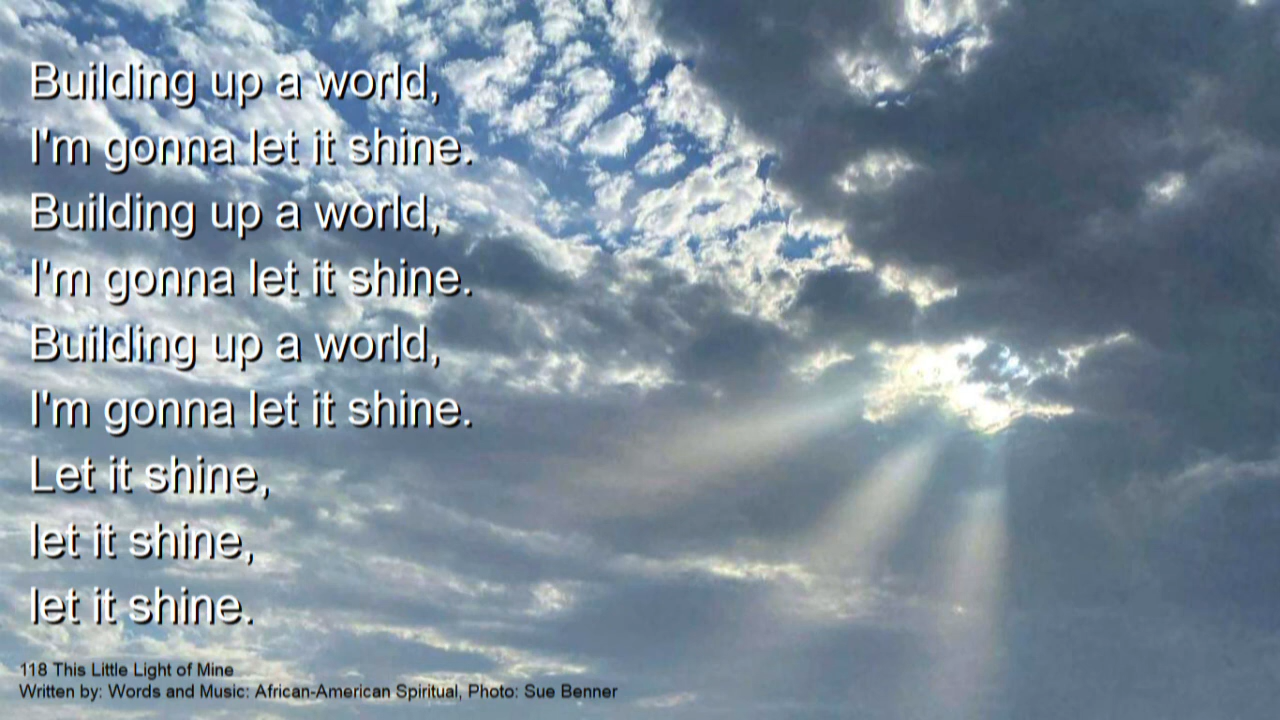 Building up a world,
I'm gonna let it shine.
Building up a world,
I'm gonna let it shine.
Building up a world,
I'm gonna let it shine.
Let it shine,
let it shine,
let it shine.
118 This Little Light of Mine
Written by: Words and Music: African-American Spiritual, Photo: Sue Benner